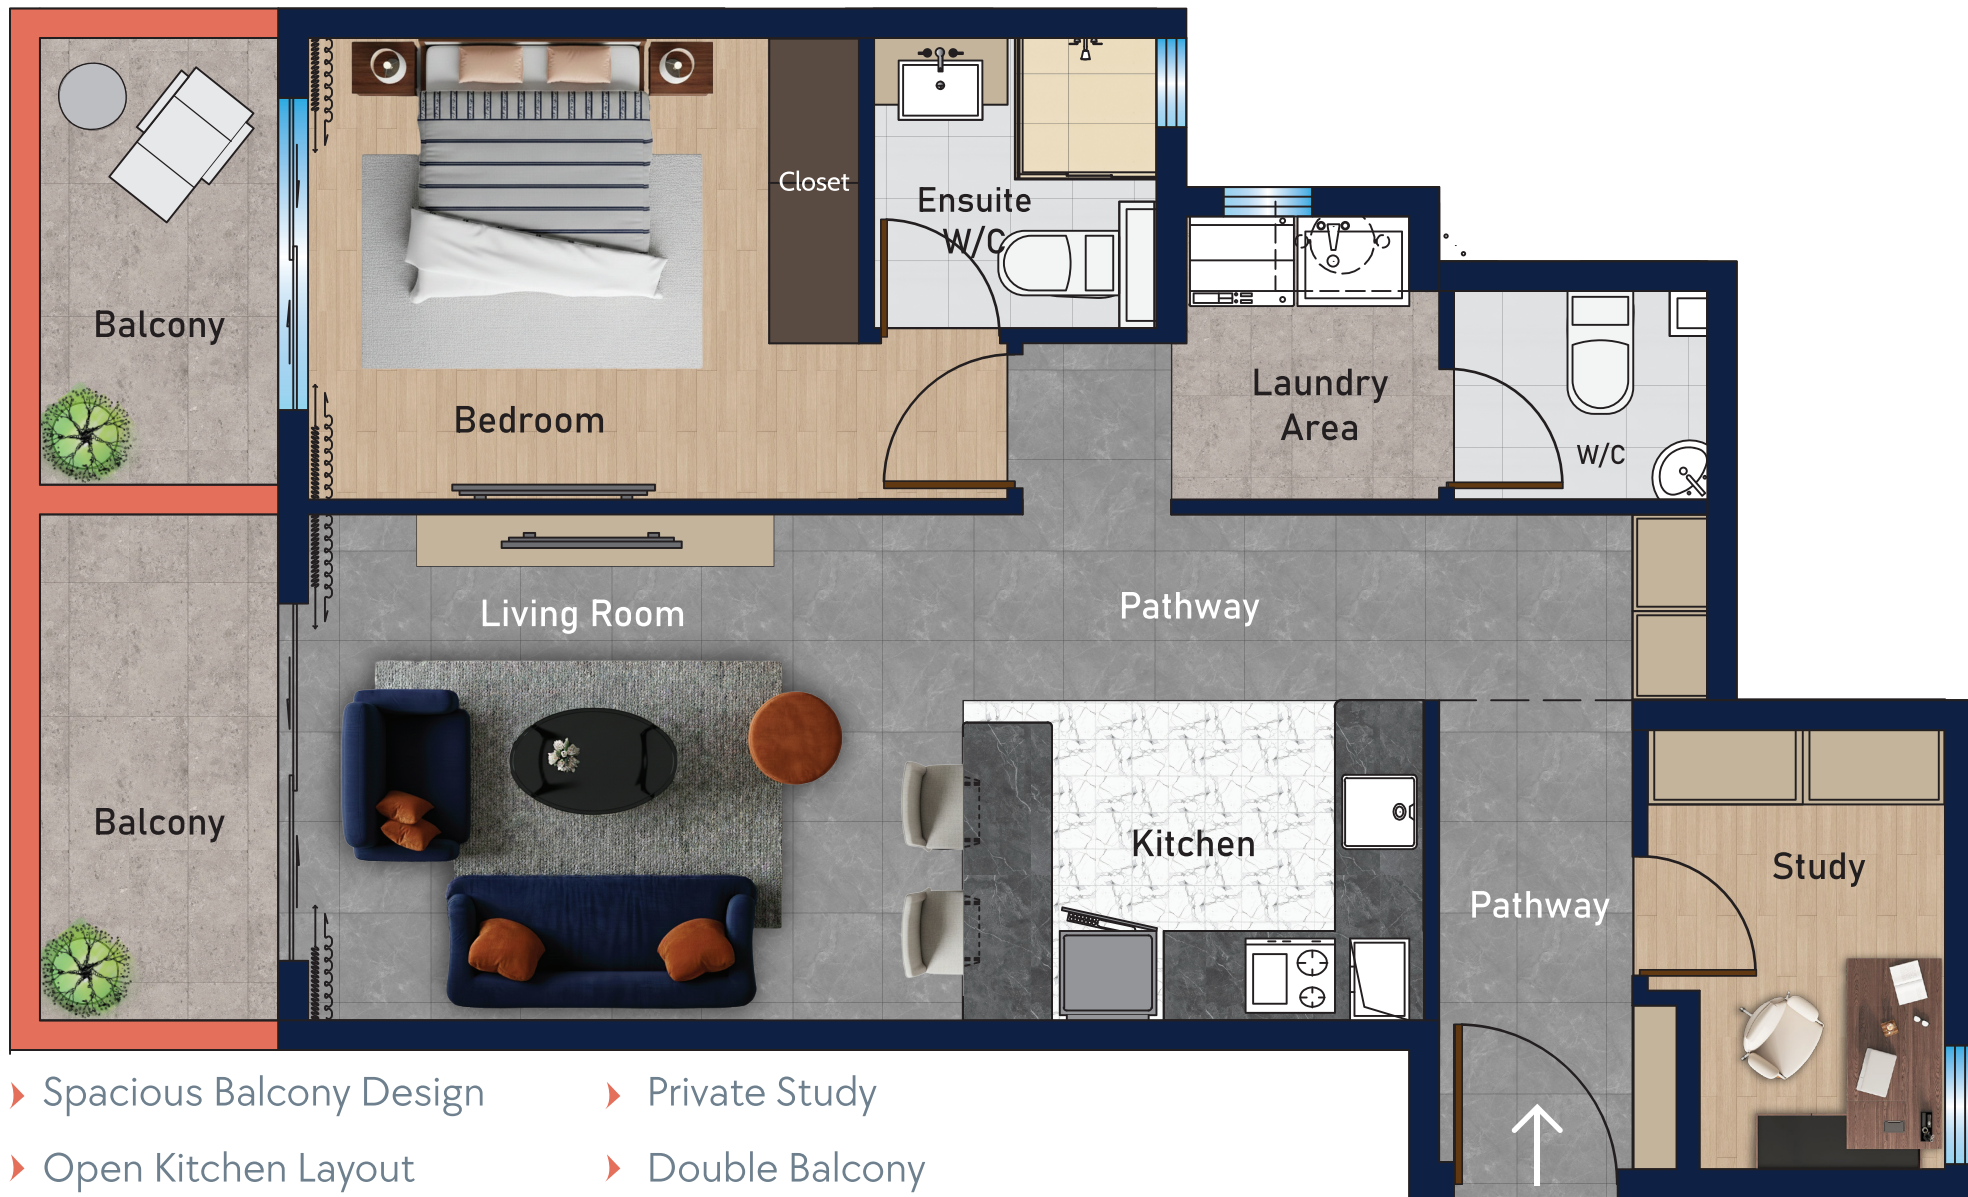 Closet
Ensuite
W/C
Balcony
Bedroom
Laundry
Area
W/C
Living Room
Pathway
Balcony
Kitchen
Pathway
Study
Spacious Balcony Design
Private Study
Open Kitchen Layout
Double Balcony